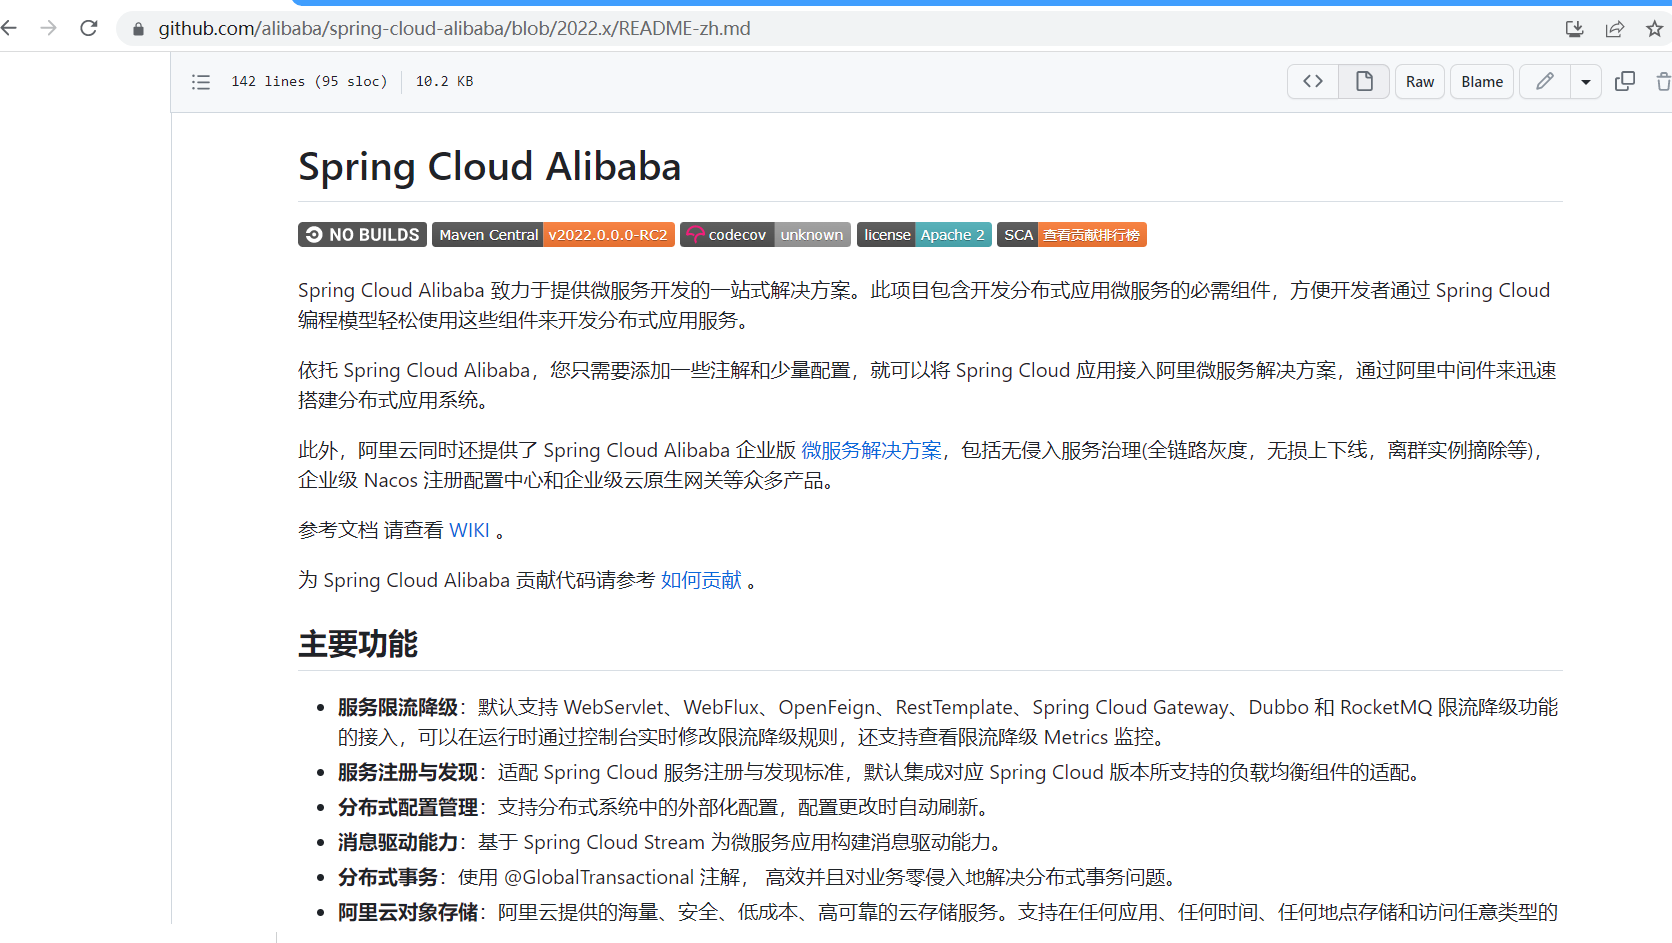 github.com/alibaba/spring-cloud-alibaba/blob/2022.x/README-zh.md
142 lines (95 sloc) 10.2 KB
Raw Blame
Spring Cloud Alibaba
NO BUILDS Maven Central v2022.0.0.0-RC2 codecov unknown license Apache 2 SCA 查看贡献排行榜
Spring Cloud Alibaba 致力于提供微服务开发的一站式解决方案。此项目包含开发分布式应用微服务的必需组件，方便开发者通过 Spring Cloud
编程模型轻松使用这些组件来开发分布式应用服务。
依托 Spring Cloud Alibaba，您只需要添加一些注解和少量配置，就可以将 Spring Cloud 应用接入阿里微服务解决方案，通过阿里中间件来迅速
搭建分布式应用系统。
此外，阿里云同时还提供了 Spring Cloud Alibaba 企业版 微服务解决方案，包括无侵入服务治理(全链路灰度，无损上下线，离群实例摘除等)，
企业级 Nacos 注册配置中心和企业级云原生网关等众多产品。
参考文档 请查看 WIKI 。
为 Spring Cloud Alibaba 贡献代码请参考 如何贡献 。
主要功能
• 服务限流降级：默认支持 WebServlet、WebFlux、OpenFeign、RestTemplate、Spring Cloud Gateway、Dubbo 和 RocketMQ 限流降级功能
的接入，可以在运行时通过控制台实时修改限流降级规则，还支持查看限流降级 Metrics 监控。
• 服务注册与发现：适配 Spring Cloud 服务注册与发现标准，默认集成对应 Spring Cloud 版本所支持的负载均衡组件的适配。
• 分布式配置管理：支持分布式系统中的外部化配置，配置更改时自动刷新。
• 消息驱动能力：基于 Spring Cloud Stream 为微服务应用构建消息驱动能力。
• 分布式事务：使用 @GlobalTransactional 注解， 高效并且对业务零侵入地解决分布式事务问题。
• 阿里云对象存储：阿里云提供的海量、安全、低成本、高可靠的云存储服务。支持在任何应用、任何时间、任何地点存储和访问任意类型的